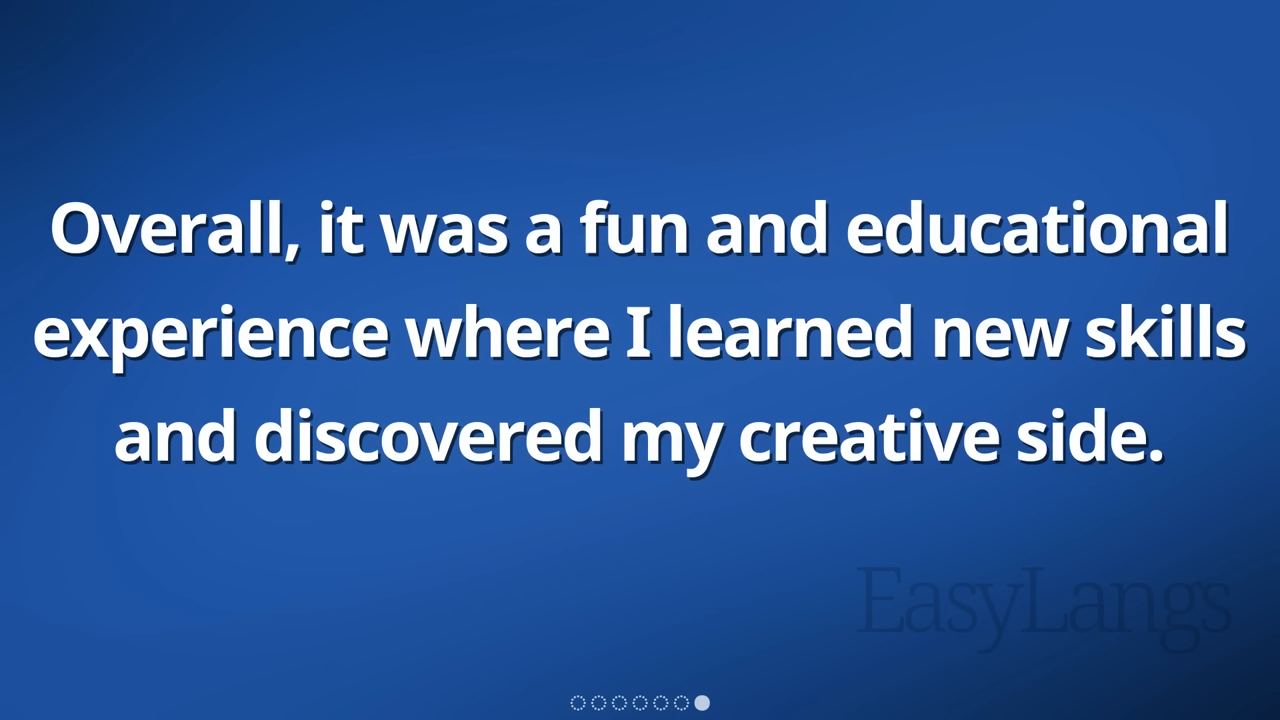 Overall, it was a fun and educational
experience where I learned new skills
and discovered my creative side.
EasyLangs